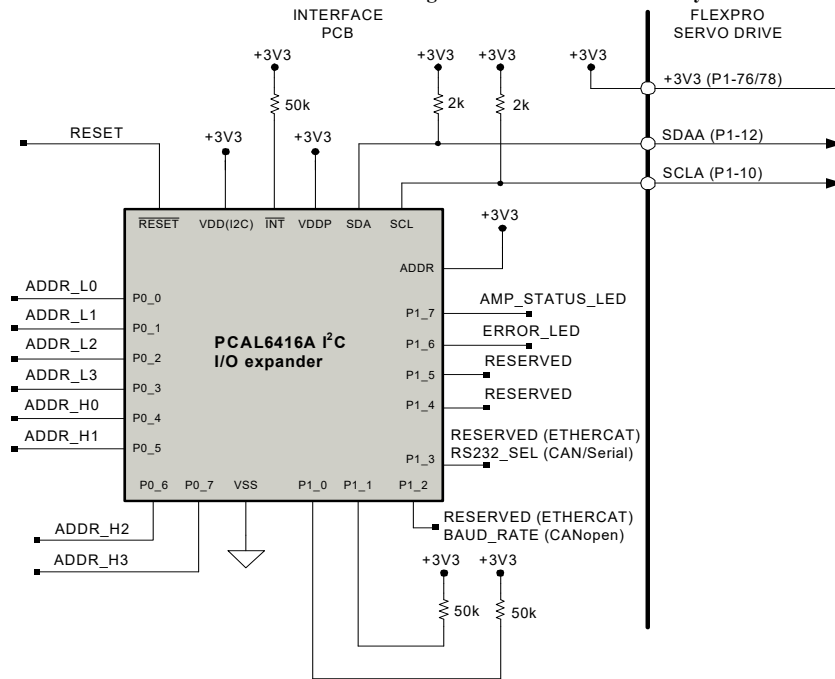 INTERFACE
PCB
FLEXPRO
SERVO DRIVE
+3V3
+3V3
+3V3
+3V3
+3V3 (P1-76/78)
50k
2k
2k
RESET
+3V3
+3V3
SDAA (P1-12)
SCLA (P1-10)
RESET
VDD(I2C)
INT
VDDP
SDA
SCL
+3V3
ADDR
ADDR_L0
P0_0
P1_7
AMP_STATUS_LED
ADDR_L1
P0_1
P1_6
ERROR_LED
ADDR_L2
P0_2
PCAL6416A I²C
I/O expander
P1_5
RESERVED
ADDR_L3
P0_3
P1_4
RESERVED
ADDR_H0
P0_4
ADDR_H1
P0_5
P1_3
RESERVED (ETHERCAT)
RS232_SEL (CAN/Serial)
P0_6
P0_7
VSS
P1_0
P1_1
P1_2
RESERVED (ETHERCAT)
BAUD_RATE (CANopen)
ADDR_H2
ADDR_H3
+3V3
+3V3
50k
50k